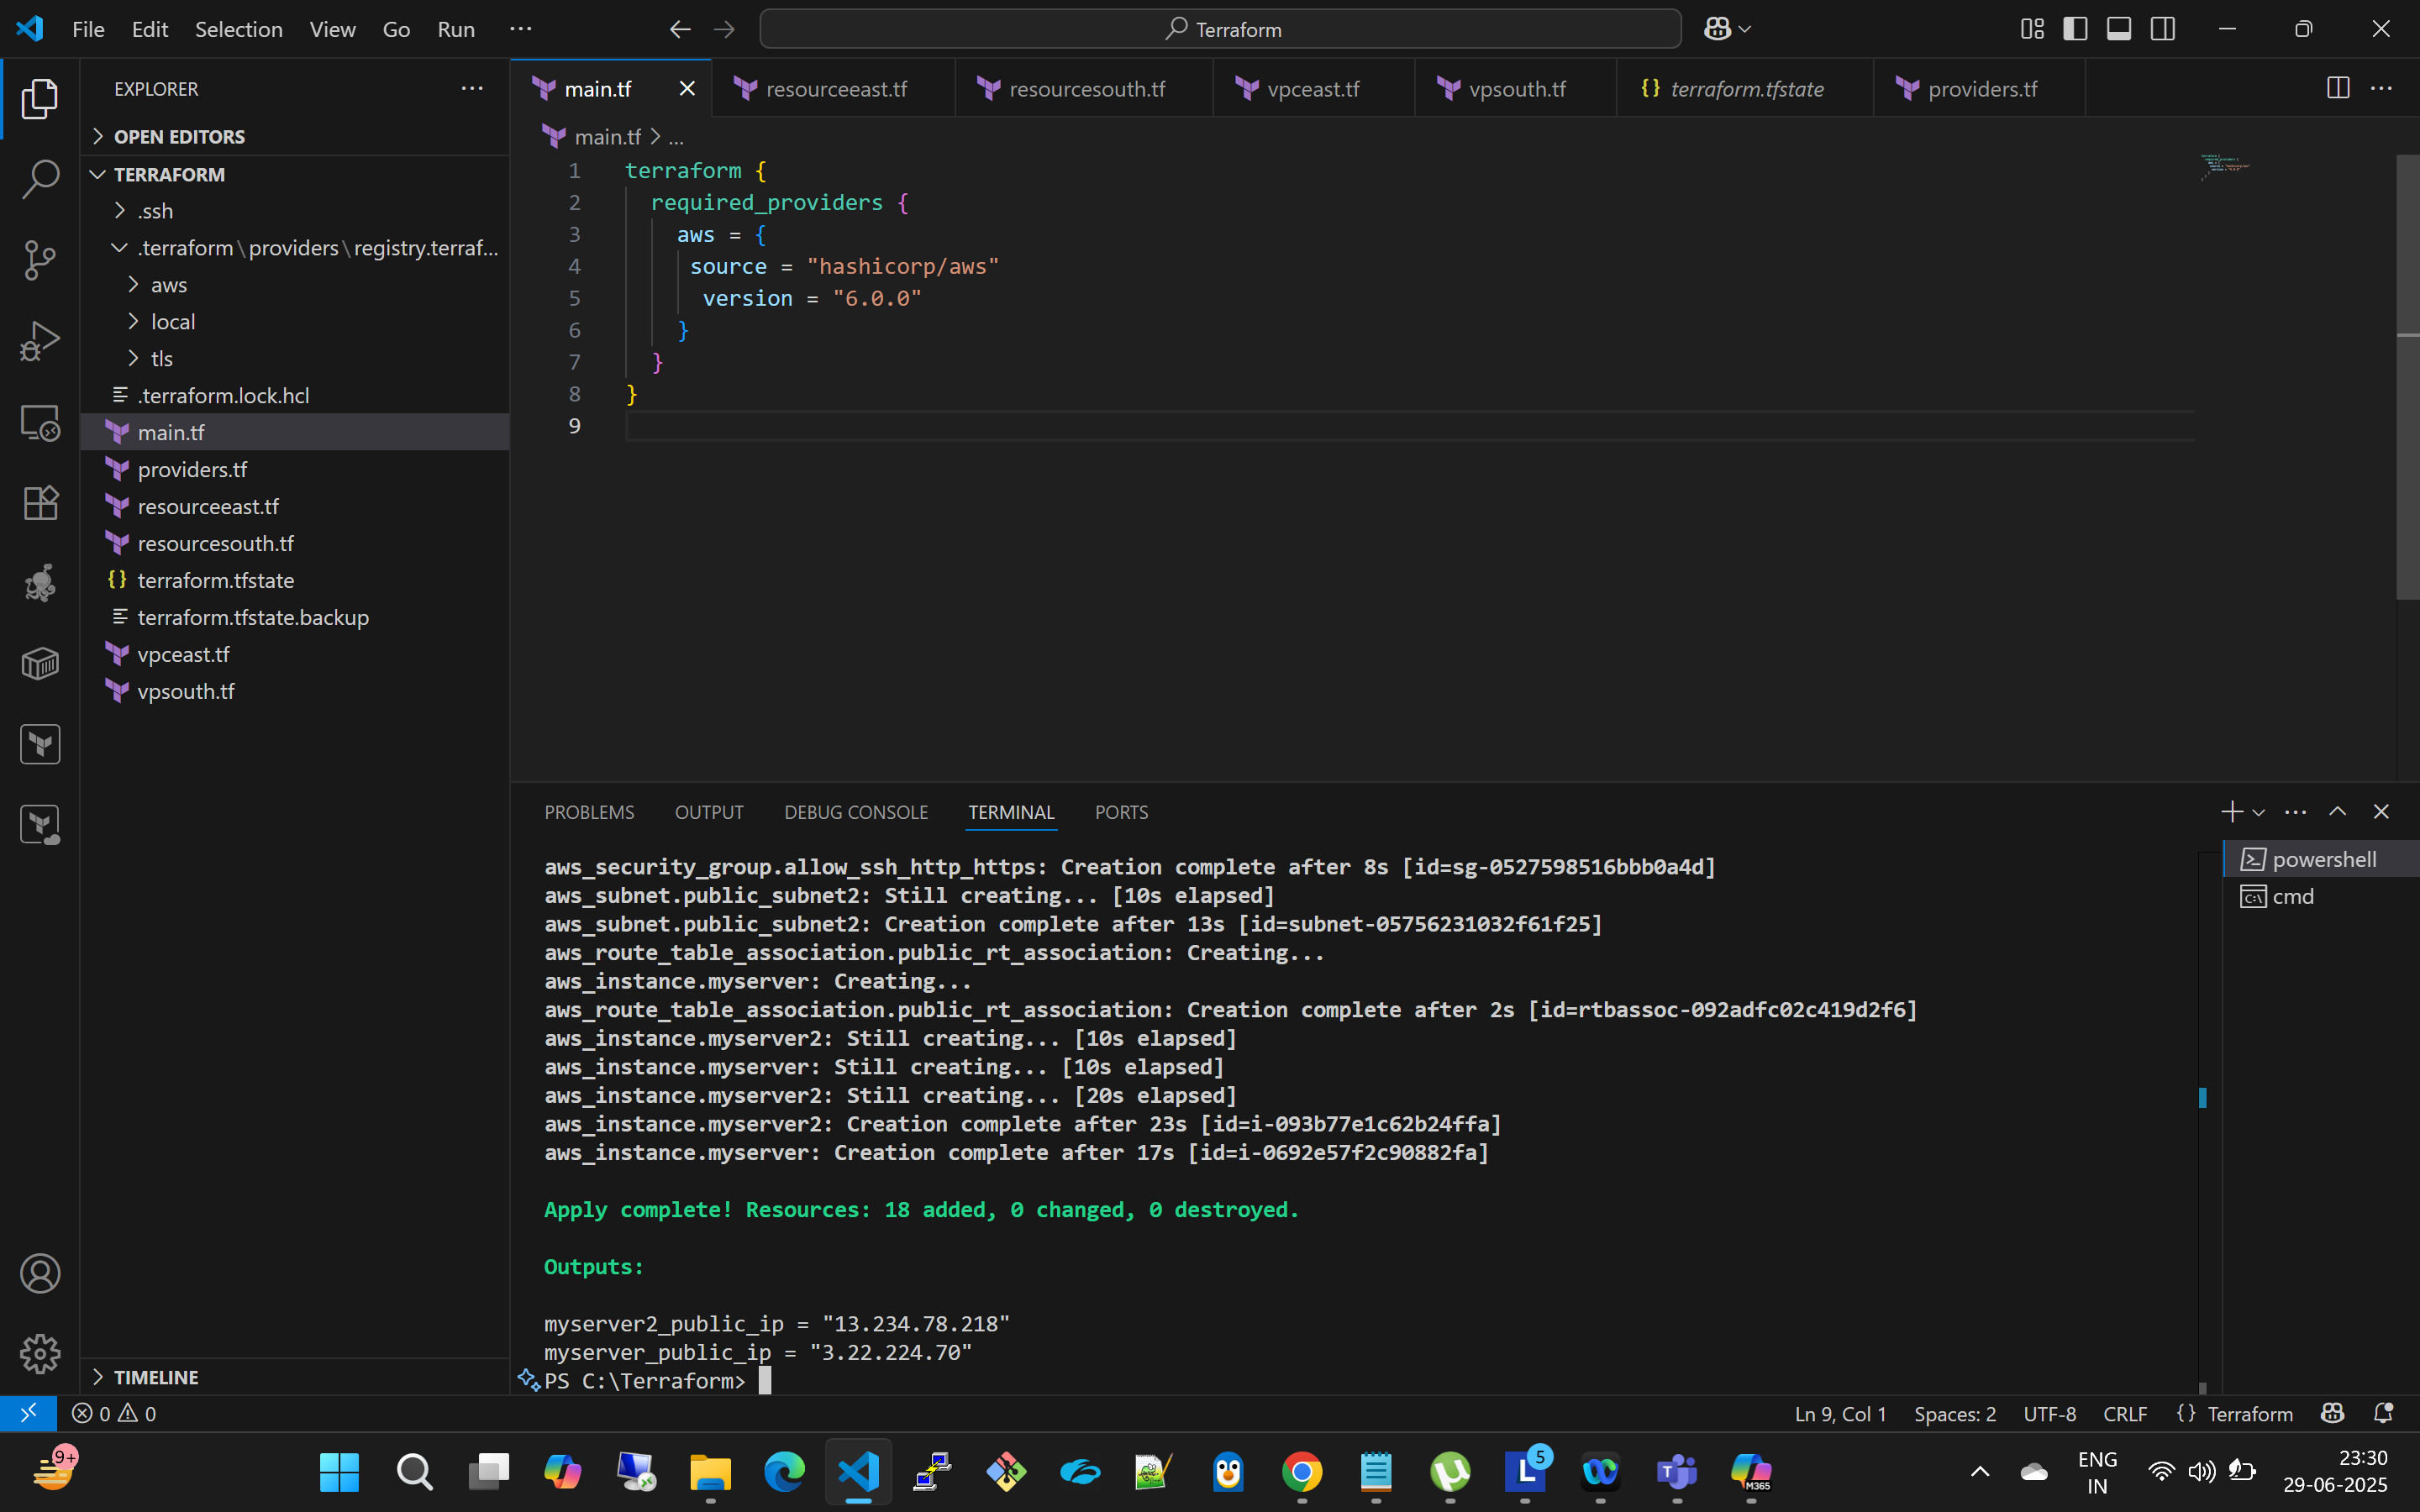 File Edit Selection View Go Run ...
Terraform
EXPLORER
OPEN EDITORS
TERRAFORM
.ssh
.terraform\providers\registry.terraf...
aws
local
tls
.terraform.lock.hcl
main.tf
providers.tf
resourceeast.tf
resourcesouth.tf
terraform.tfstate
terraform.tfstate.backup
vpceast.tf
vpsouth.tf
TIMELINE
main.tf resourceeast.tf resourcesouth.tf vpceast.tf vpsouth.tf {} terraform.tfstate providers.tf
main.tf > ...
1 terraform {
2 required_providers {
3 aws = {
4 source = "hashicorp/aws"
5 version = "6.0.0"
6 }
7 }
8 }
9
PROBLEMS OUTPUT DEBUG CONSOLE TERMINAL PORTS
powershell
cmd
aws_security_group.allow_ssh_http_https: Creation complete after 8s [id=sg-0527598516bbb0a4d]
aws_subnet.public_subnet2: Still creating... [10s elapsed]
aws_subnet.public_subnet2: Creation complete after 13s [id=subnet-05756231032f61f25]
aws_route_table_association.public_rt_association: Creating...
aws_instance.myserver: Creating...
aws_route_table_association.public_rt_association: Creation complete after 2s [id=rtbassoc-092adfc02c419d2f6]
aws_instance.myserver2: Still creating... [10s elapsed]
aws_instance.myserver: Still creating... [10s elapsed]
aws_instance.myserver2: Still creating... [20s elapsed]
aws_instance.myserver2: Creation complete after 23s [id=i-093b77e1c62b24ffa]
aws_instance.myserver: Creation complete after 17s [id=i-0692e57f2c90882fa]
Apply complete! Resources: 18 added, 0 changed, 0 destroyed.
Outputs:
myserver2_public_ip = "13.234.78.218"
myserver_public_ip = "3.22.224.70"
PS C:\Terraform>
0 0
Ln 9, Col 1 Spaces: 2 UTF-8 CRLF {} Terraform
9+
5
M365
ENG
IN
23:30
29-06-2025